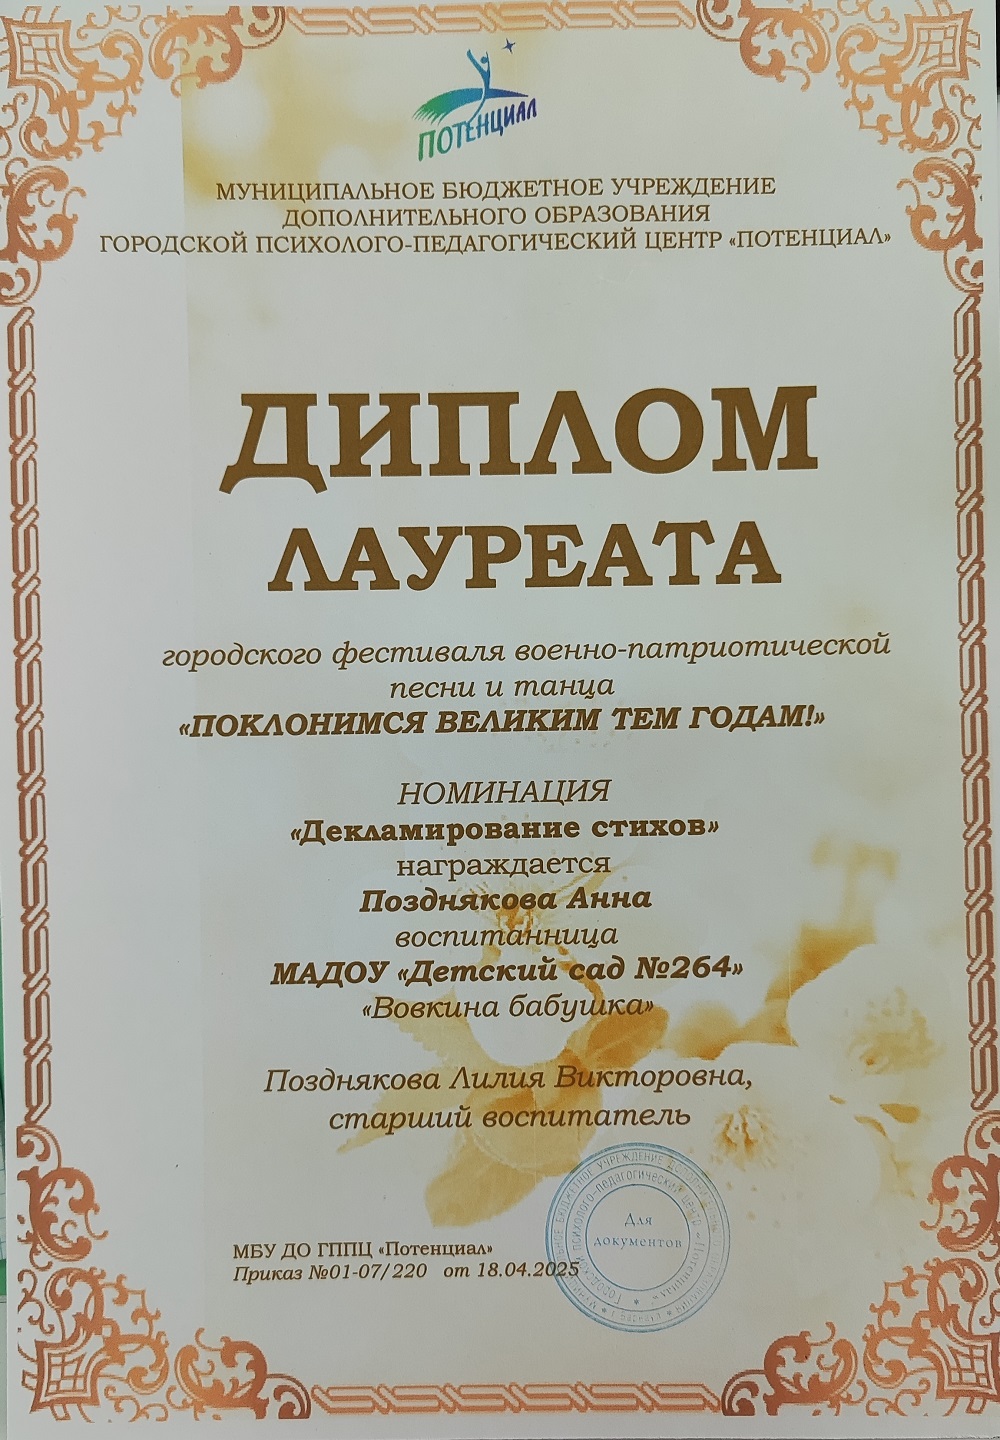 ПОТЕНЦИАЛ
МУНИЦИПАЛЬНОЕ БЮДЖЕТНОЕ УЧРЕЖДЕНИЕ
ДОПОЛНИТЕЛЬНОГО ОБРАЗОВАНИЯ
ГОРОДСКОЙ ПСИХОЛОГО-ПЕДАГОГИЧЕСКИЙ ЦЕНТР «ПОТЕНЦИАЛ»
ДИПЛОМ
ЛАУРЕАТА
городского фестиваля военно-патриотической
песни и танца
«ПОКЛОНИМСЯ ВЕЛИКИМ ТЕМ ГОДАМ!»
НОМИНАЦИЯ
«Декламирование стихов»
награждается
Позднякова Анна
воспитанница
МАДОУ «Детский сад №264»
«Вовкина бабушка»
Позднякова Лилия Викторовна,
старший воспитатель
МБУ ДО ГППЦ «Потенциал»
Приказ №01-07/220 от 18.04.2025
Для
документов